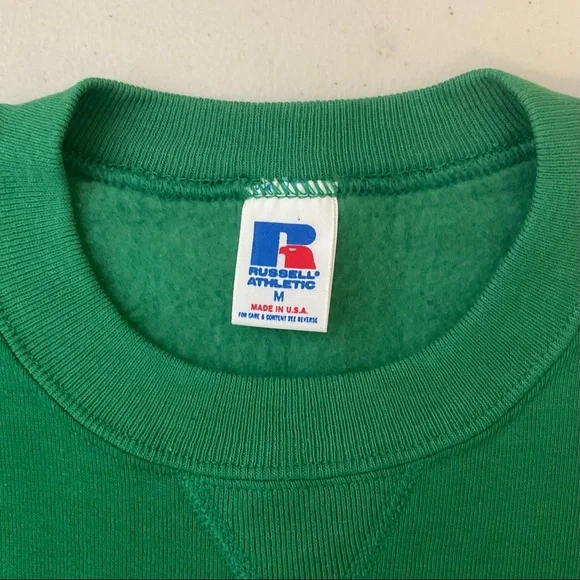 RUSSELL®
ATHLETIC
M
MADE IN U.S.A.
FOR CARE & CONTENT SEE REVERSE